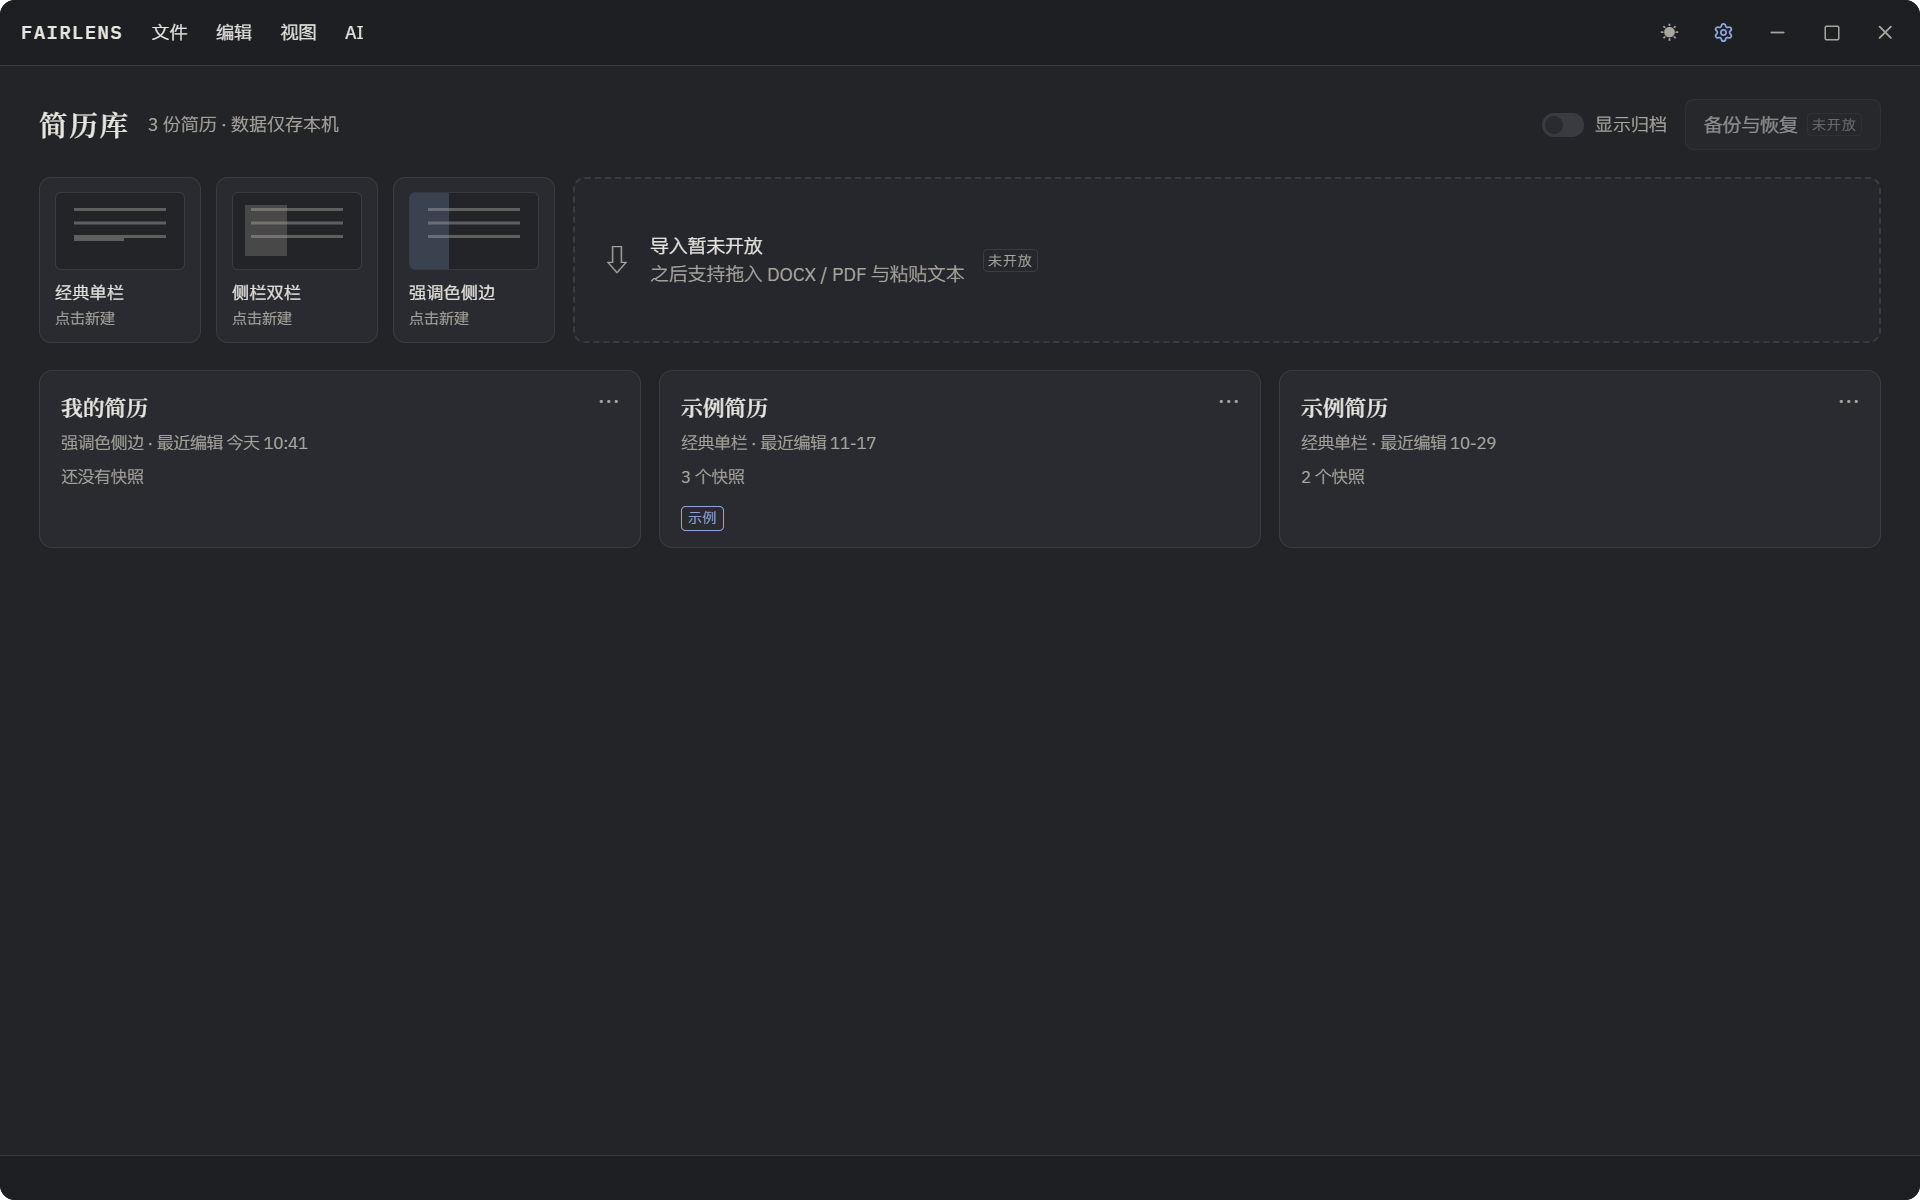 FAIRLENS 文件 编辑 视图 AI
简历库 3 份简历 · 数据仅存本机 显示归档 备份与恢复 未开放
经典单栏
点击新建
侧栏双栏
点击新建
强调色侧边
点击新建
导入暂未开放
之后支持拖入 DOCX / PDF 与粘贴文本
未开放
我的简历
强调色侧边 · 最近编辑 今天 10:41
还没有快照
示例简历
经典单栏 · 最近编辑 11-17
3 个快照
示例
示例简历
经典单栏 · 最近编辑 10-29
2 个快照